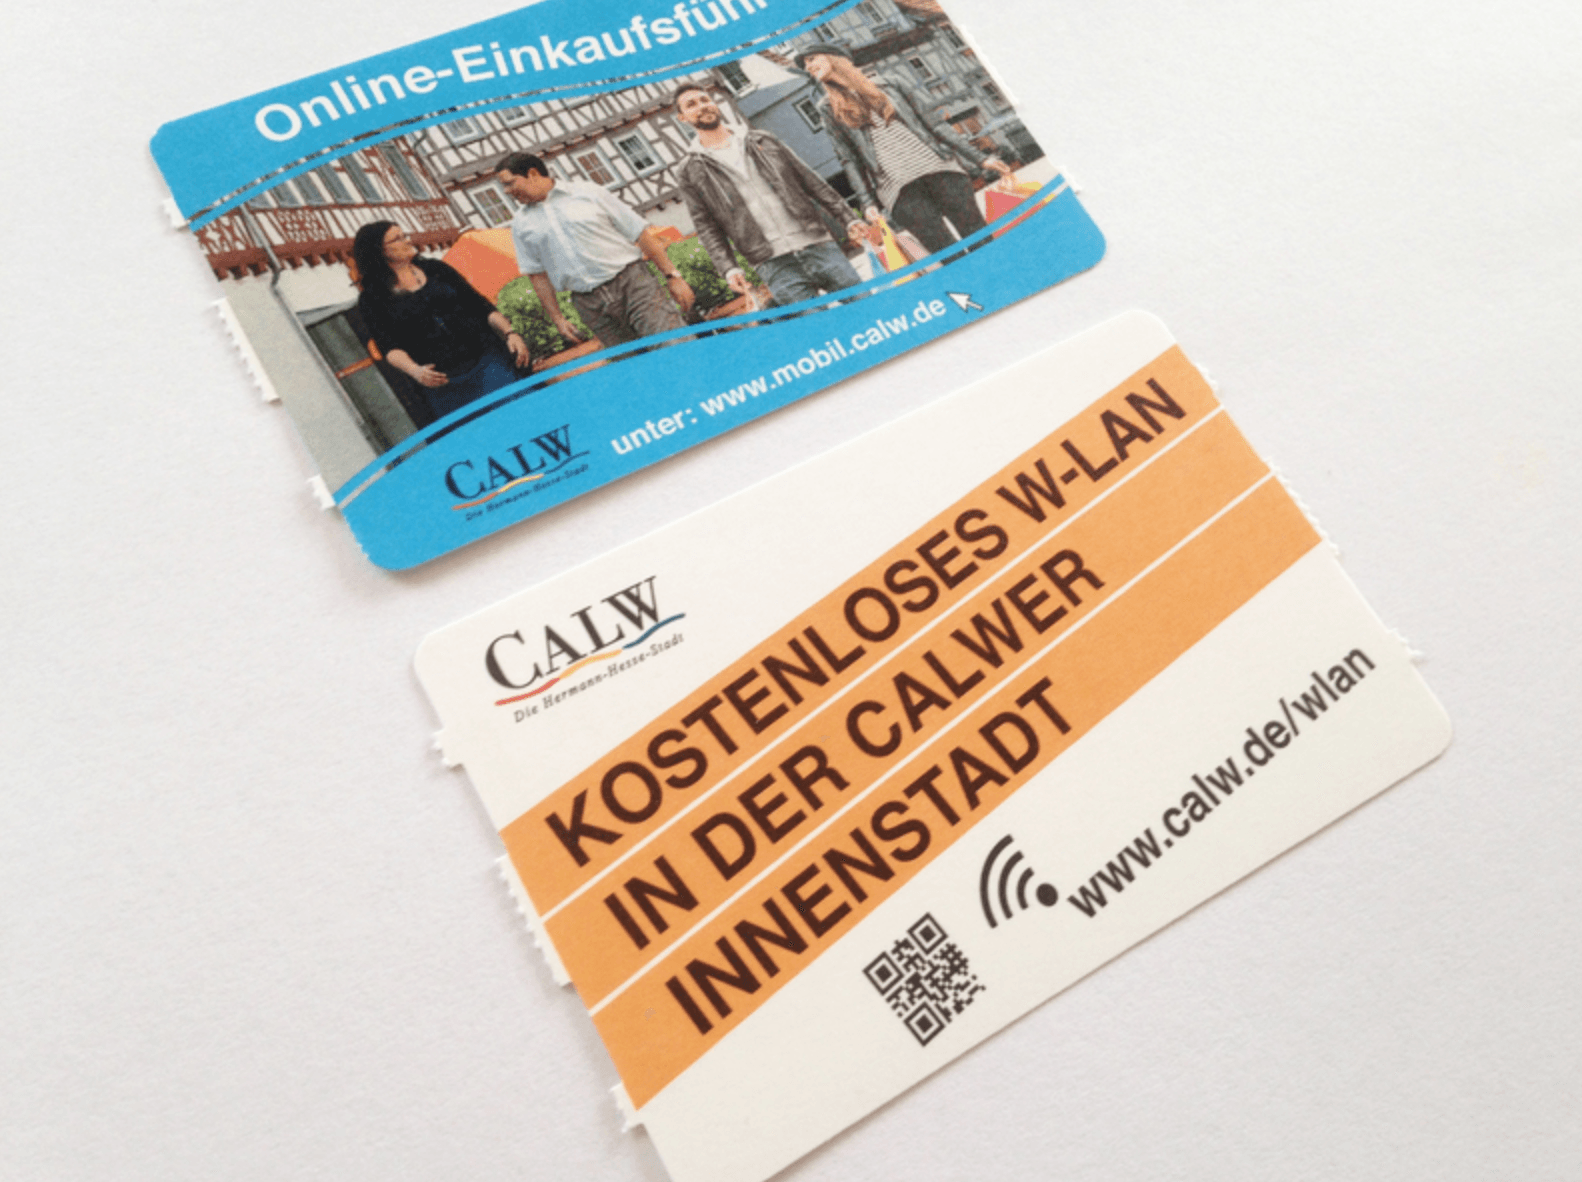 Online-Einkaufsfüh
unter: www.mobil.calw.de
CALW
Die Hermann-Hesse-Stadt
CALW
Die Hermann-Hesse-Stadt
KOSTENLOSES W-LAN
IN DER CALWER
INNENSTADT
www.calw.de/wlan